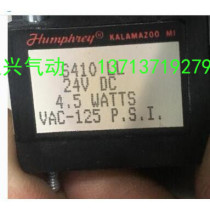 Humphrey® KALAMAZOO MI
兴气动 13713719279
24V DC
4.5 WATTS
VAC-125 P.S.I.